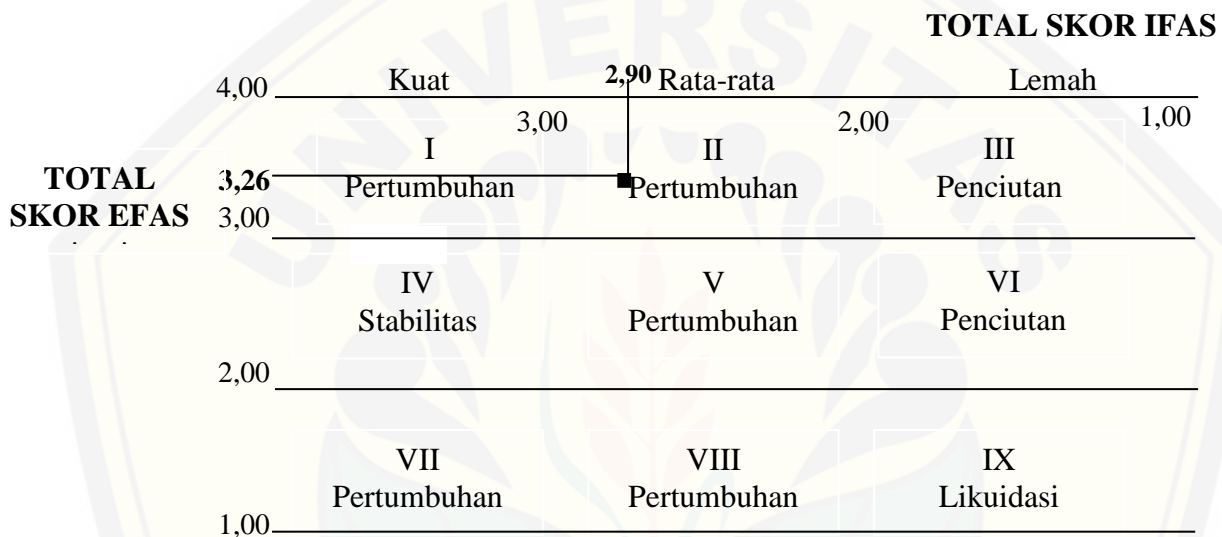 TOTAL SKOR IFAS
Kuat 2,90 Rata-rata Lemah
4,00
3,00 2,00 1,00
I II III
Pertumbuhan Pertumbuhan Penciutan
TOTAL
SKOR EFAS
3,26
3,00
IV V VI
Stabilitas Pertumbuhan Penciutan
2,00
VII VIII IX
Pertumbuhan Pertumbuhan Likuidasi
1,00
UNIVERSITAS